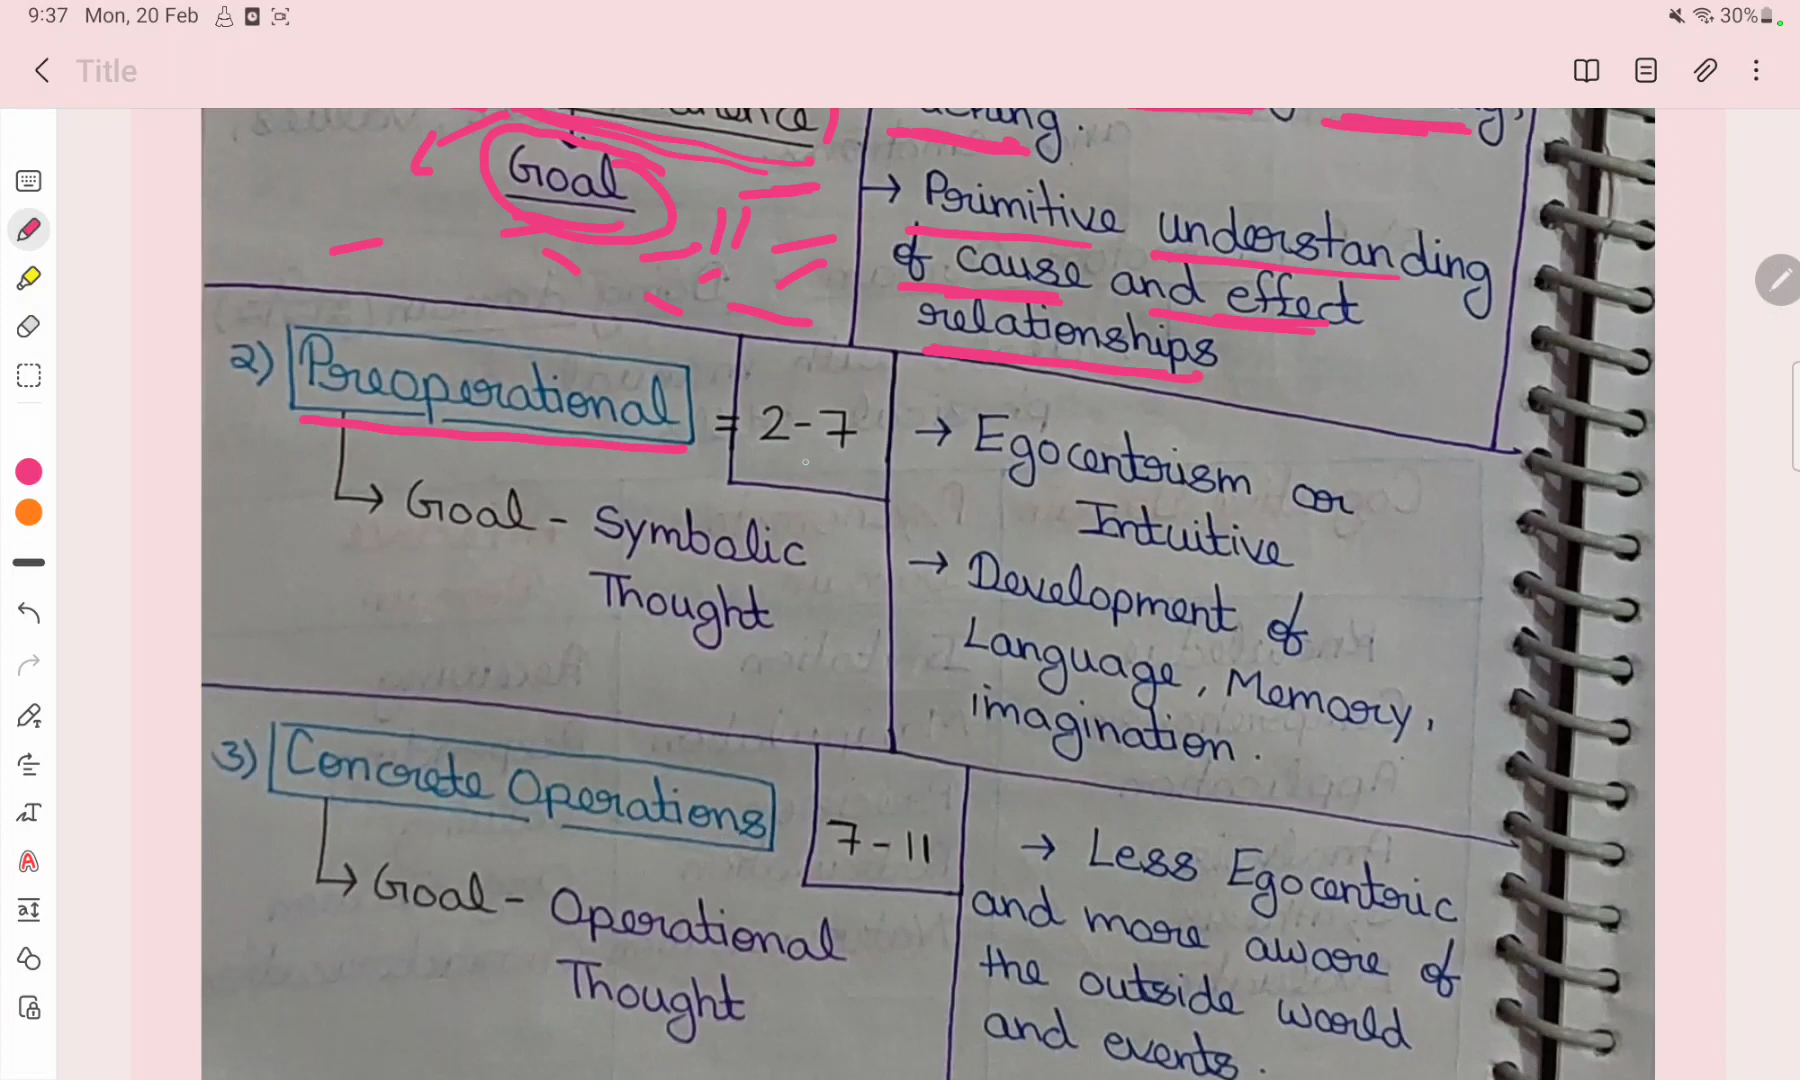 9:37 Mon, 20 Feb
30%
Title
Goal
→ Primitive understanding
of cause and effect
relationships
2) Preoperational = 2-7
Goal - Symbolic
Thought
→ Egocentrism or
Intuitive
→ Development of
Language, Memory,
imagination.
3) Concrete Operations 7-11
Goal - Operational
Thought
→ Less Egocentric
and more aware of
the outside world
and events.